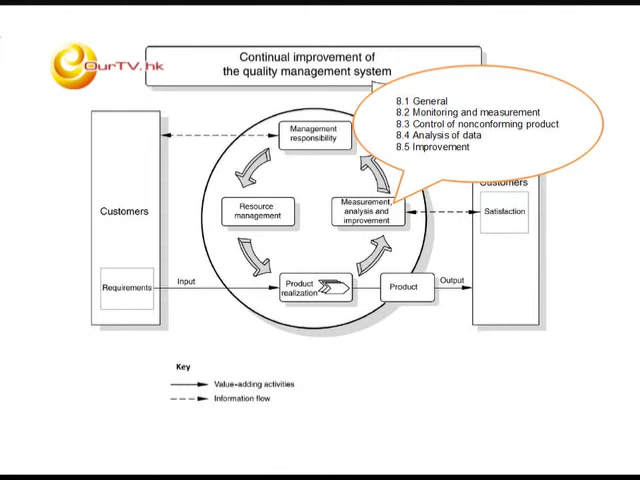 OurTV.hk
Continual improvement of
the quality management system
8.1 General
8.2 Monitoring and measurement
8.3 Control of nonconforming product
8.4 Analysis of data
8.5 Improvement
Management
responsibility
Customers
Customers
Resource
management
Measurement,
analysis and
improvement
Satisfaction
Requirements
Input
Product
realization
Product
Output
Key
Value-adding activities
Information flow